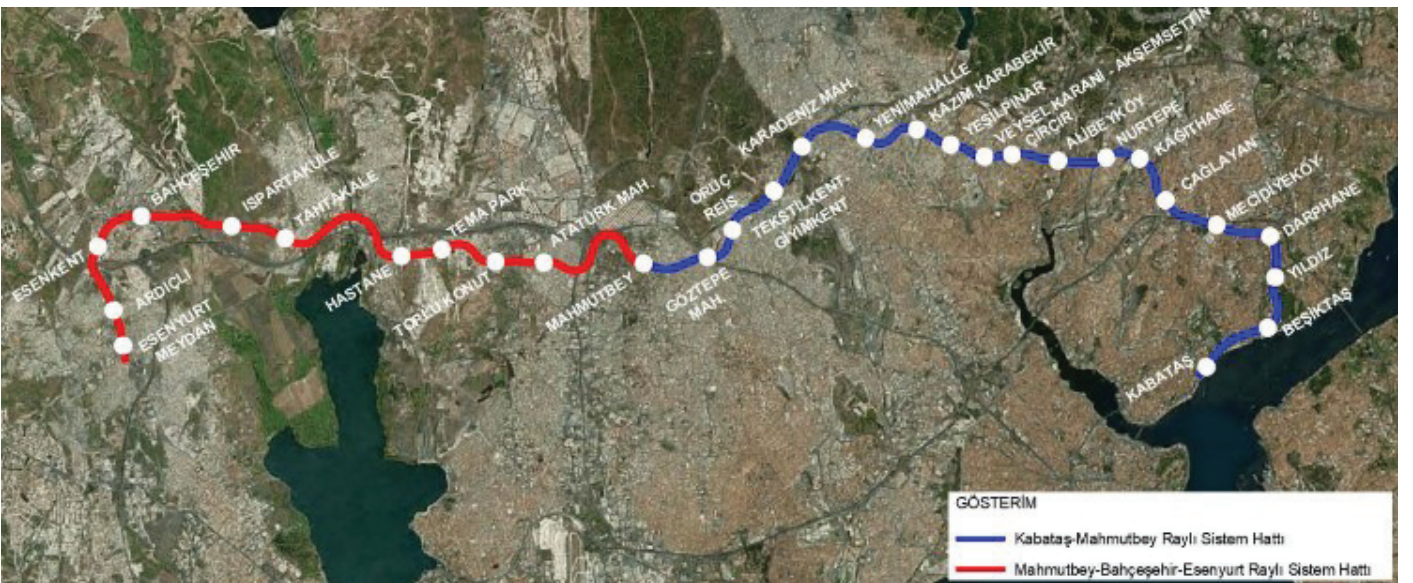 ESENYURT
MEYDAN
ARDIÇLI
ESENKENT
BAHÇEŞEHİR
ISPARTAKULE
TAHTAKALE
HASTANE
TEMA PARK
TOPLU KONUT
ATATÜRK MAH.
MAHMUTBEY
GÖZTEPE
MAH.
TEKSTİLKENT-
GİYİMKENT
ORUÇ
REİS
KARADENİZ MAH.
YENİMAHALLE
KAZIM KARABEKİR
YEŞİLPINAR
VEYSEL KARANİ - AKŞEMSETTİN
ÇIRÇIR
ALİBEYKÖY
NURTEPE
KAĞITHANE
ÇAĞLAYAN
MECİDİYEKÖY
DARPHANE
YILDIZ
BEŞİKTAŞ
KABATAŞ
GÖSTERİM
Kabataş-Mahmutbey Raylı Sistem Hattı
Mahmutbey-Bahçeşehir-Esenyurt Raylı Sistem Hattı